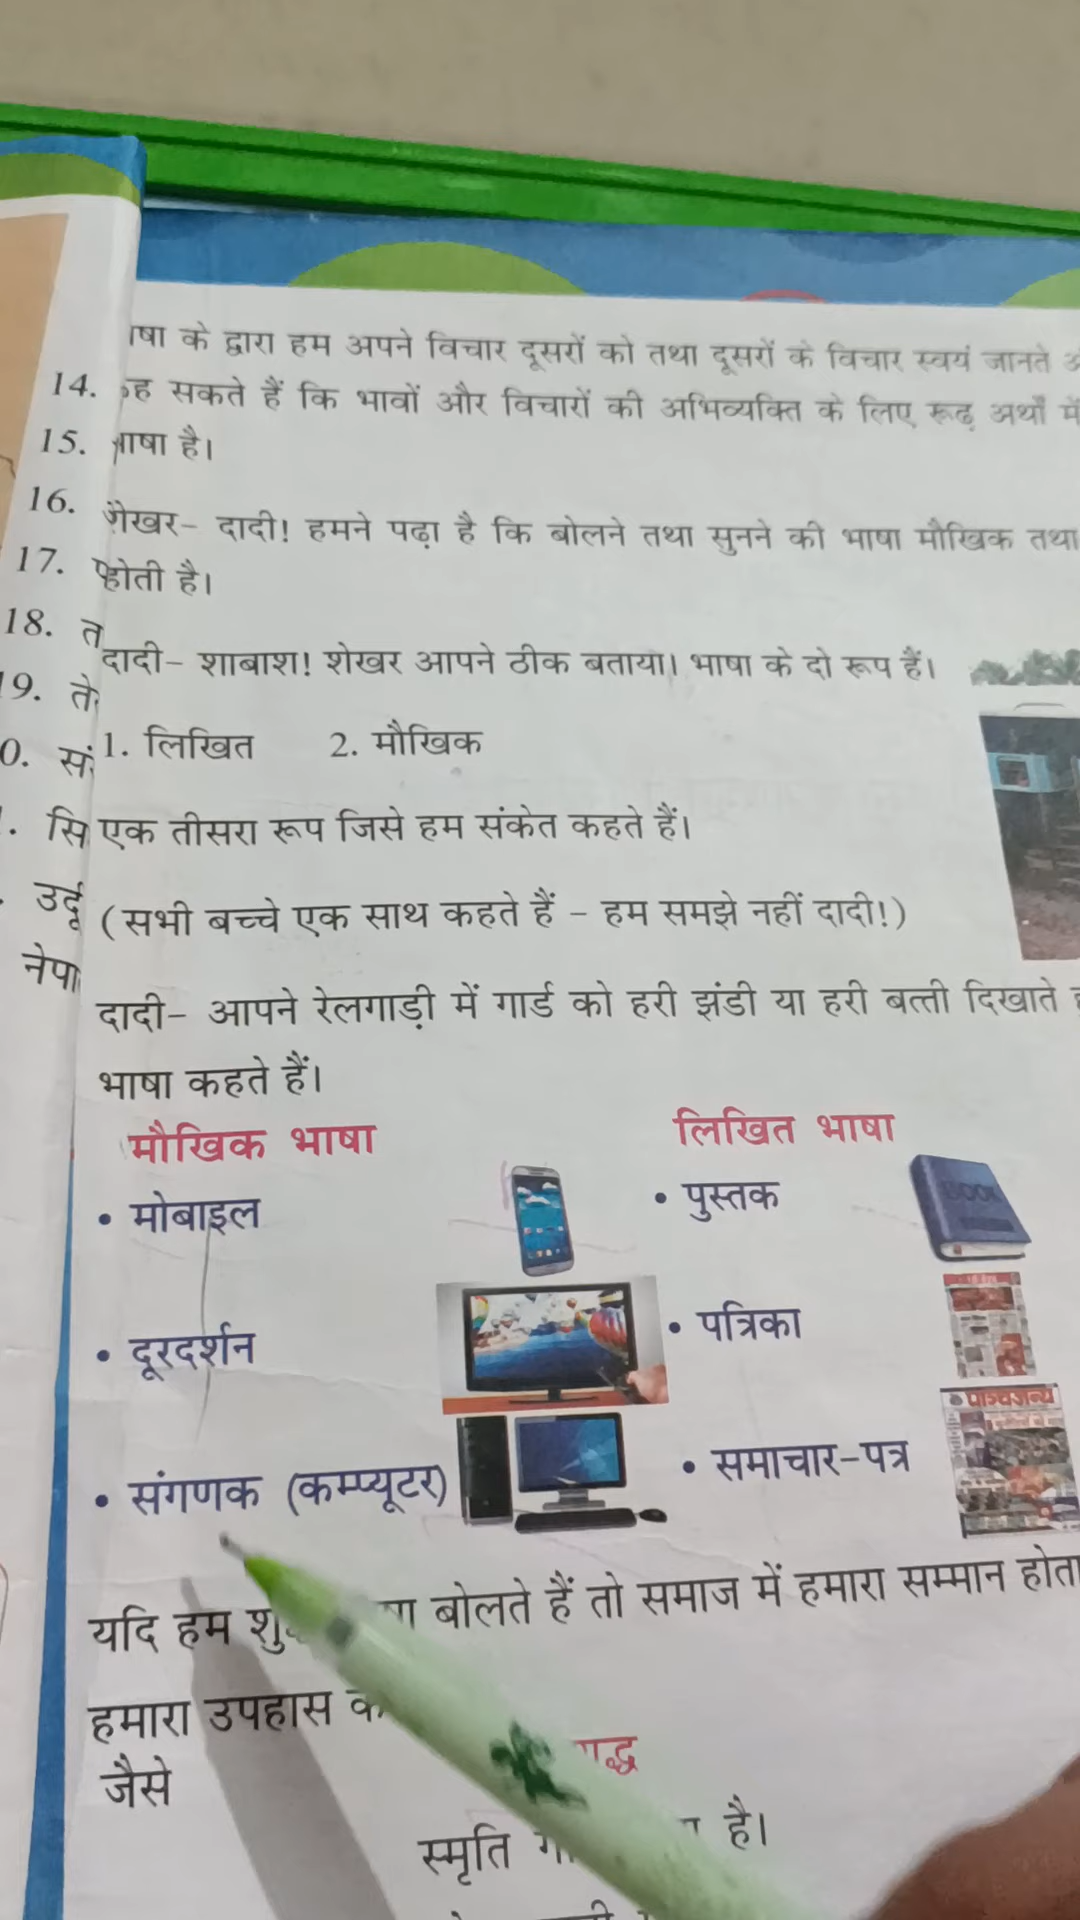 के द्वारा हम अपने विचार दूसरों को तथा दूसरों के विचार स्वयं जानते
14. सकते हैं कि भावों और विचारों की अभिव्यक्ति के लिए रूढ़ अर्थों में
15. है।
16. दादी! हमने पढ़ा है कि बोलने तथा सुनने की भाषा मौखिक तथा
17. होती है।
18. त
दादी– शाबाश! शेखर आपने ठीक बताया। भाषा के दो रूप हैं।
1. लिखित 2. मौखिक
एक तीसरा रूप जिसे हम संकेत कहते हैं।
उर्दू
(सभी बच्चे एक साथ कहते हैं – हम समझे नहीं दादी!)
नेपा
दादी– आपने रेलगाड़ी में गार्ड को हरी झंडी या हरी बत्ती दिखाते
भाषा कहते हैं।
मौखिक भाषा लिखित भाषा
• मोबाइल • पुस्तक
BOOK
• दूरदर्शन • पत्रिका
पाञ्चजन्य
• संगणक (कम्प्यूटर) • समाचार–पत्र
यदि हम बोलते हैं तो समाज में हमारा सम्मान होता
हमारा उपहास
जैसे
स्मृति है।